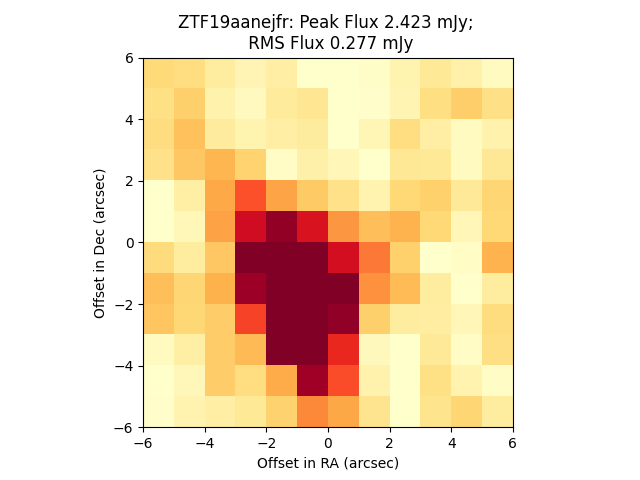 ZTF19aanejfr: Peak Flux 2.423 mJy;
RMS Flux 0.277 mJy
6
4
2
0
−2
−4
−6
Offset in Dec (arcsec)
−6 −4 −2 0 2 4 6
Offset in RA (arcsec)